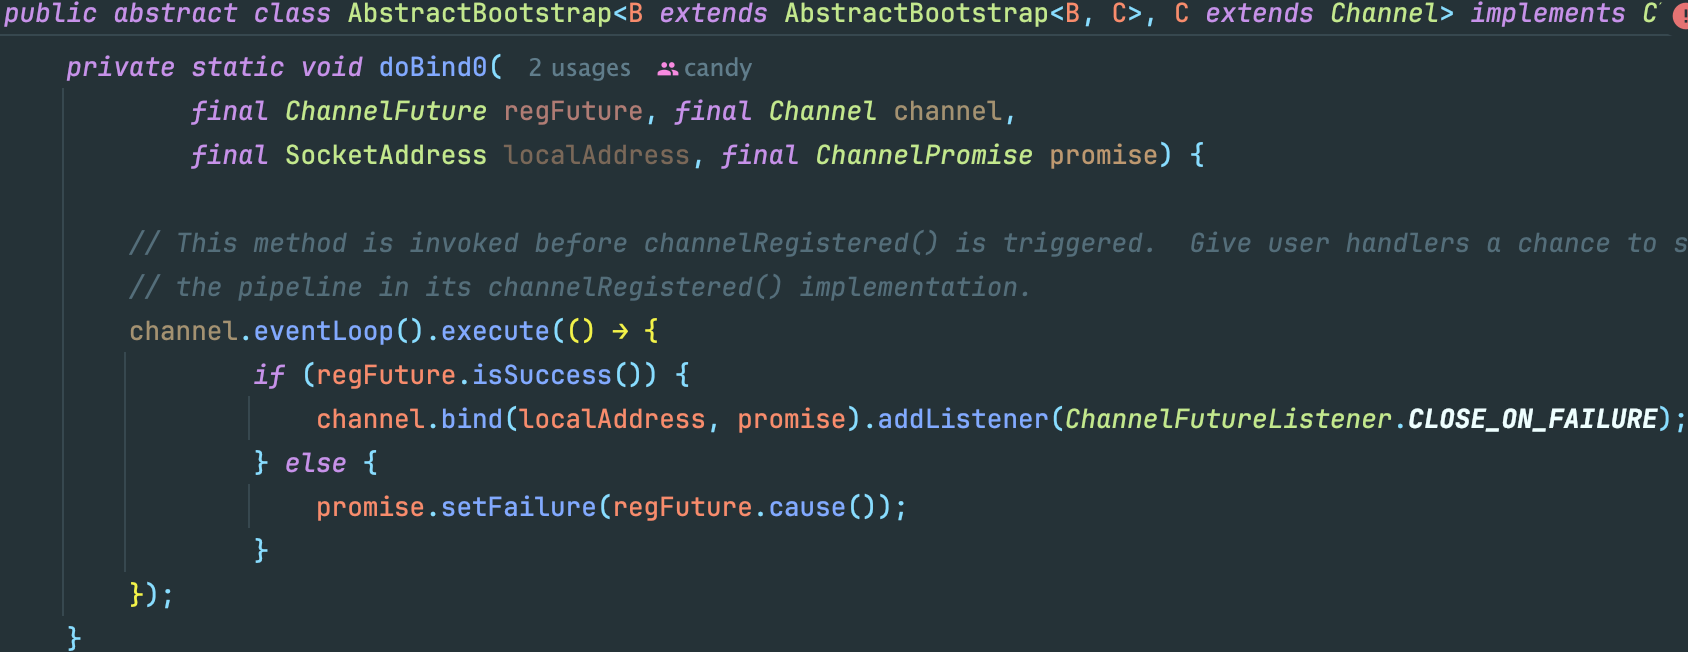 public abstract class AbstractBootstrap<B extends AbstractBootstrap<B, C>, C extends Channel> implements C
private static void doBind0( 2 usages candy
final ChannelFuture regFuture, final Channel channel,
final SocketAddress localAddress, final ChannelPromise promise) {
// This method is invoked before channelRegistered() is triggered.  Give user handlers a chance to s
// the pipeline in its channelRegistered() implementation.
channel.eventLoop().execute(() → {
if (regFuture.isSuccess()) {
channel.bind(localAddress, promise).addListener(ChannelFutureListener.CLOSE_ON_FAILURE);
} else {
promise.setFailure(regFuture.cause());
}
});
}